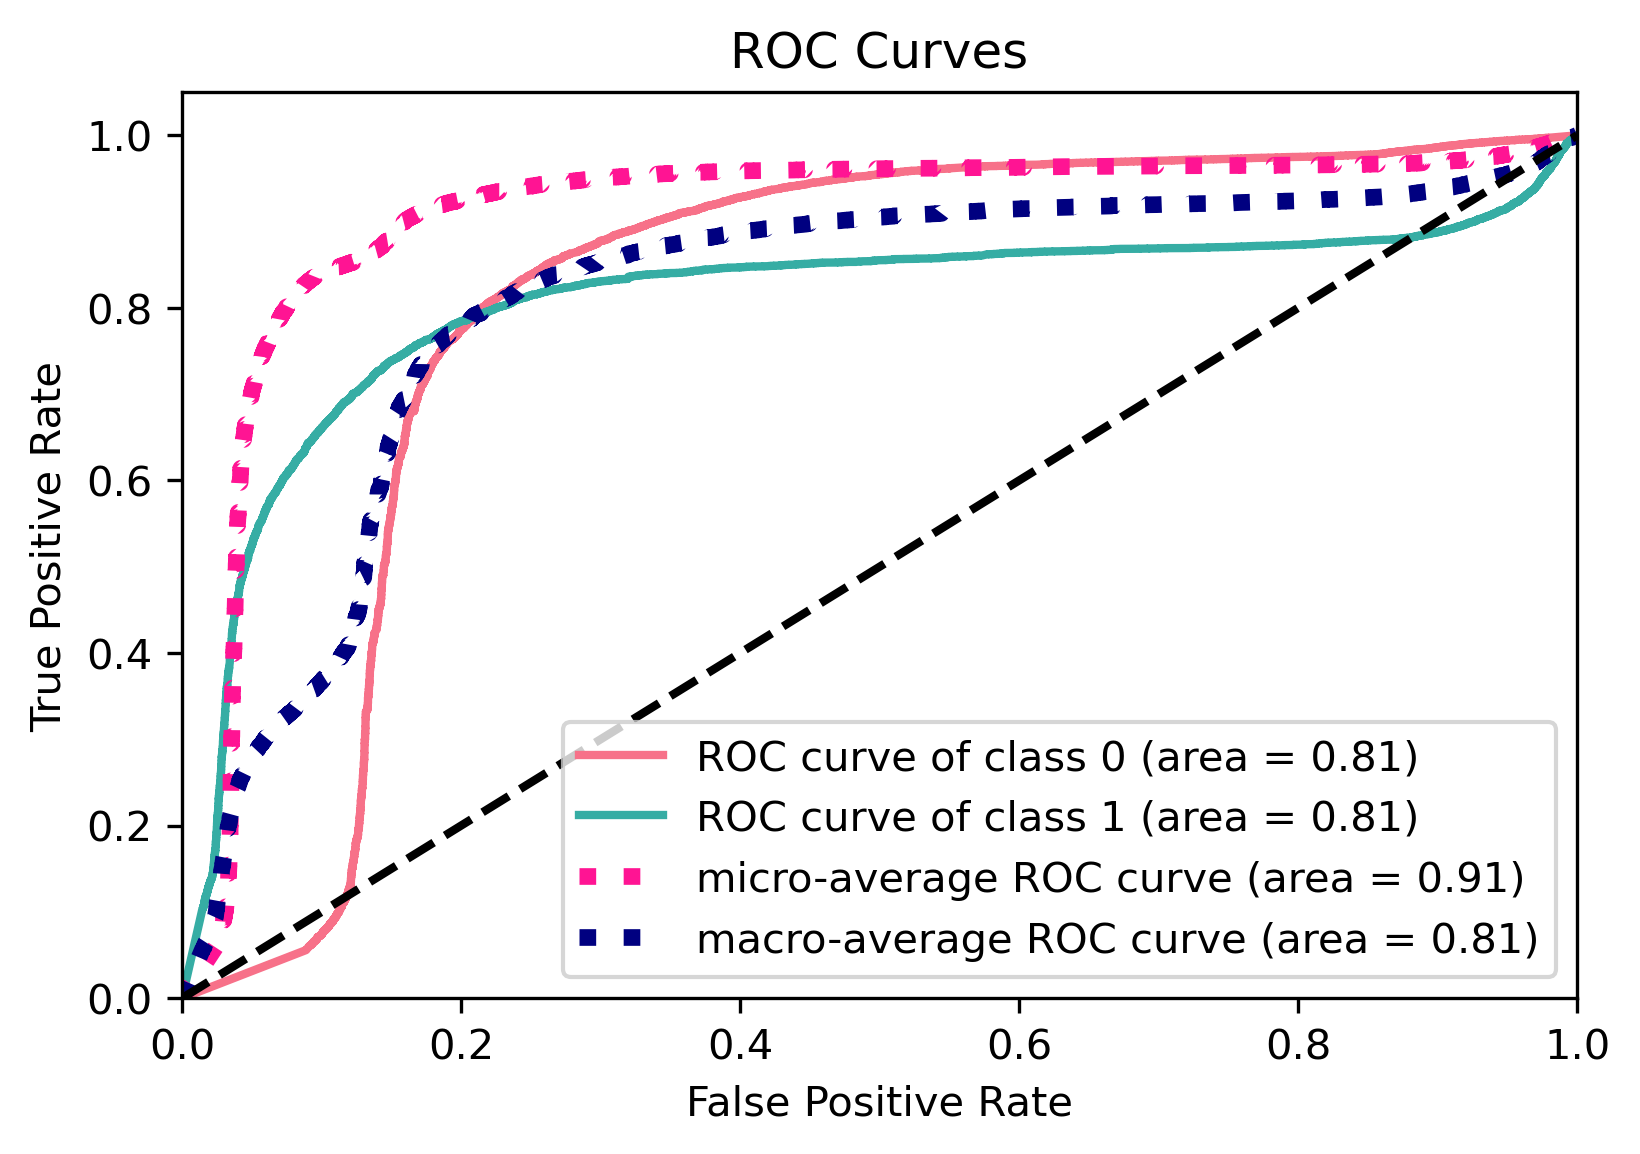 ROC Curves
True Positive Rate
1.0
0.8
0.6
0.4
0.2
0.0
ROC curve of class 0 (area = 0.81)
ROC curve of class 1 (area = 0.81)
micro-average ROC curve (area = 0.91)
macro-average ROC curve (area = 0.81)
0.0 0.2 0.4 0.6 0.8 1.0
False Positive Rate